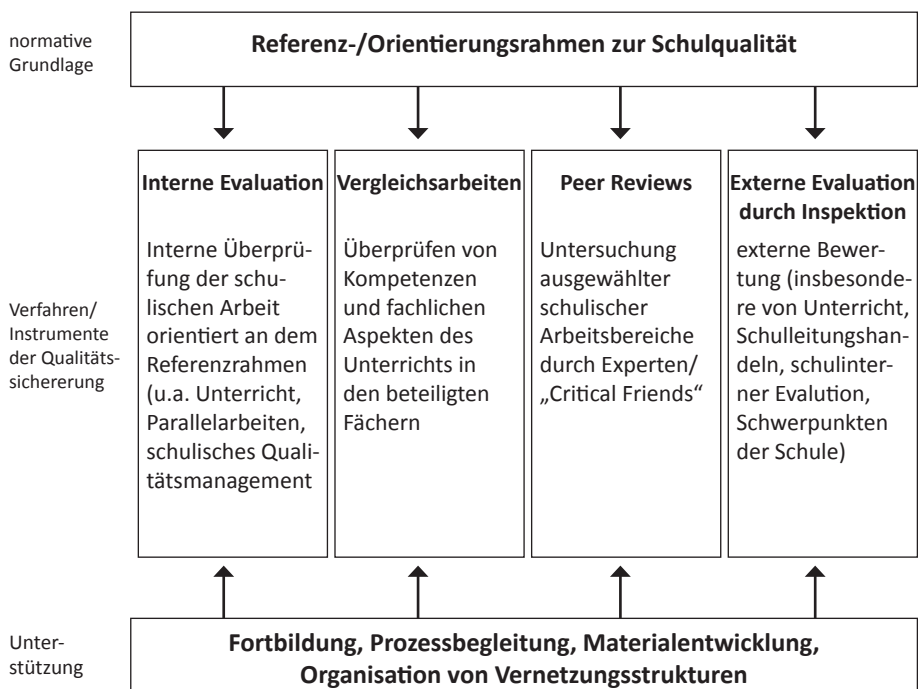 normative
Grundlage
Referenz-/Orientierungsrahmen zur Schulqualität
Verfahren/
Instrumente
der Qualitäts-
sichererung
Interne Evaluation
Interne Überprü-
fung der schu-
lischen Arbeit
orientiert an dem
Referenzrahmen
(u.a. Unterricht,
Parallelarbeiten,
schulisches Quali-
tätsmanagement
Vergleichsarbeiten
Überprüfen von
Kompetenzen
und fachlichen
Aspekten des
Unterrichts in
den beteiligten
Fächern
Peer Reviews
Untersuchung
ausgewählter
schulischer
Arbeitsbereiche
durch Experten/
„Critical Friends“
Externe Evaluation
durch Inspektion
externe Bewer-
tung (insbesonde-
re von Unterricht,
Schulleitungshan-
deln, schulinter-
ner Evalution,
Schwerpunkten
der Schule)
Unter-
stützung
Fortbildung, Prozessbegleitung, Materialentwicklung,
Organisation von Vernetzungsstrukturen